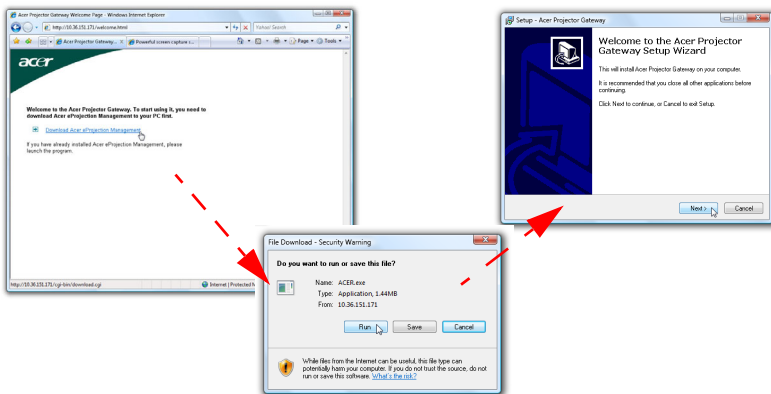 Acer Projector Gateway Welcome Page - Windows Internet Explorer
http://10.36.151.171/welcome.html
Yahoo! Search
Acer Projector Gateway...
Powerful screen capture s...
Page
Tools
acer
Welcome to the Acer Projector Gateway. To start using it, you need to
download Acer eProjection Management to your PC first.
Download Acer eProjection Management
If you have already installed Acer eProjection Management, please
launch the program.
http://10.36.151.171/cgi-bin/download.cgi
Internet | Protected M
File Download - Security Warning
Do you want to run or save this file?
Name: ACER.exe
Type: Application, 1.44MB
From: 10.36.151.171
Run
Save
Cancel
While files from the Internet can be useful, this file type can
potentially harm your computer. If you do not trust the source, do not
run or save this software. What's the risk?
Setup - Acer Projector Gateway
Welcome to the Acer Projector
Gateway Setup Wizard
This will install Acer Projector Gateway on your computer.
It is recommended that you close all other applications before
continuing.
Click Next to continue, or Cancel to exit Setup.
Next >
Cancel